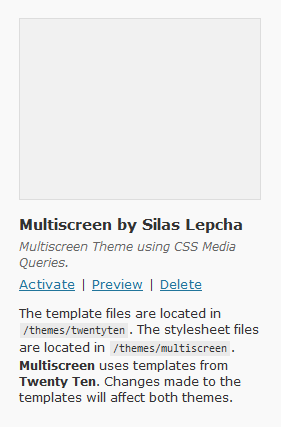 Multiscreen by Silas Lepcha
Multiscreen Theme using CSS Media
Queries.
Activate | Preview | Delete
The template files are located in
/themes/twentyten . The stylesheet files
are located in /themes/multiscreen .
Multiscreen uses templates from
Twenty Ten. Changes made to the
templates will affect both themes.